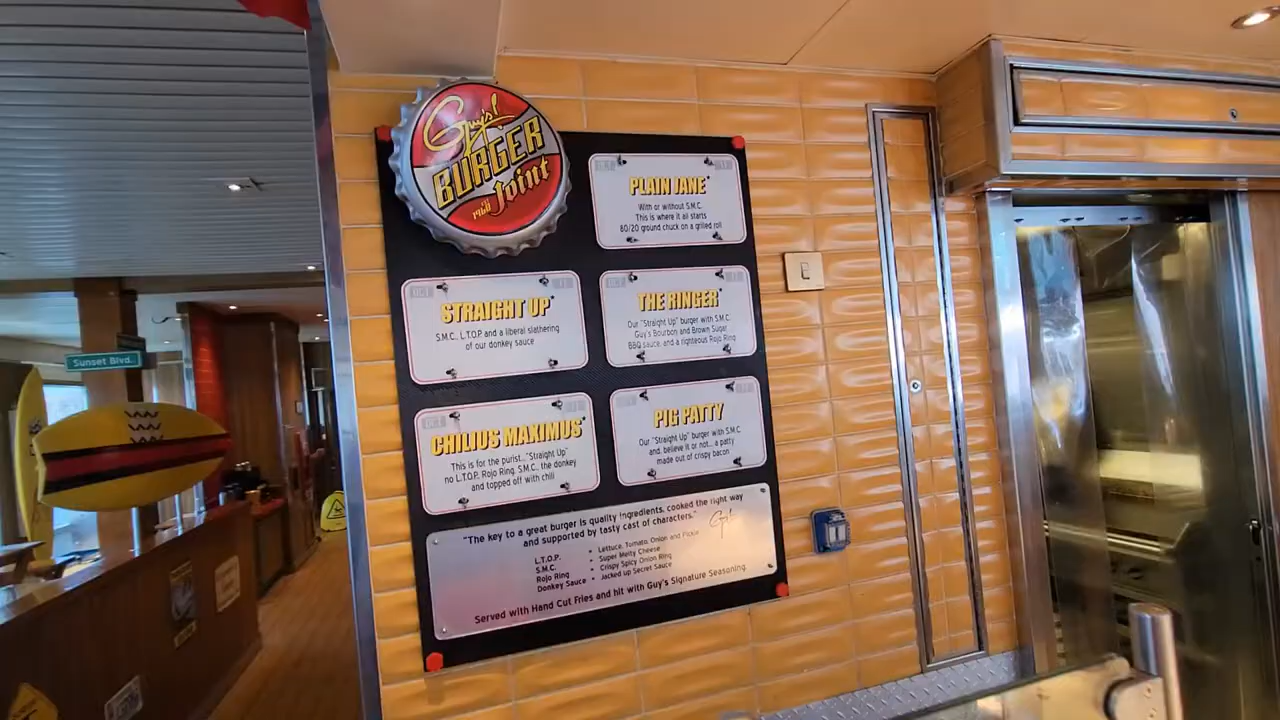 Guy's!
BURGER
Joint
PLAIN JANE*
With or without S.M.C.
This is where it all starts
80/20 ground chuck on a grilled roll
OCT
STRAIGHT UP*
S.M.C. L.T.O.P and a liberal slathering
of our donkey sauce
OCT
THE RINGER*
Our "Straight Up" burger with S.M.C.
Guy's Bourbon and Brown Sugar
BBQ sauce, and a righteous Rojo Ring
OCT
CHILIUS MAXIMUS*
This is for the purist... "Straight Up"
no L.T.O.P, Rojo Ring, S.M.C. the donkey
and topped off with chili
OCT
PIG PATTY*
Our "Straight Up" burger with S.M.C
and, believe it or not... a patty
made out of crispy bacon
"The key to a great burger is quality ingredients, cooked the right way
and supported by tasty cast of characters."
L.T.O.P. • Lettuce, Tomato, Onion and Pickle
S.M.C. • Super Melty Cheese
Rojo Ring • Crispy Spicy Onion Ring
Donkey Sauce • Jacked up Secret Sauce
Served with Hand Cut Fries and hit with Guy's Signature Seasoning
Sunset Blvd.